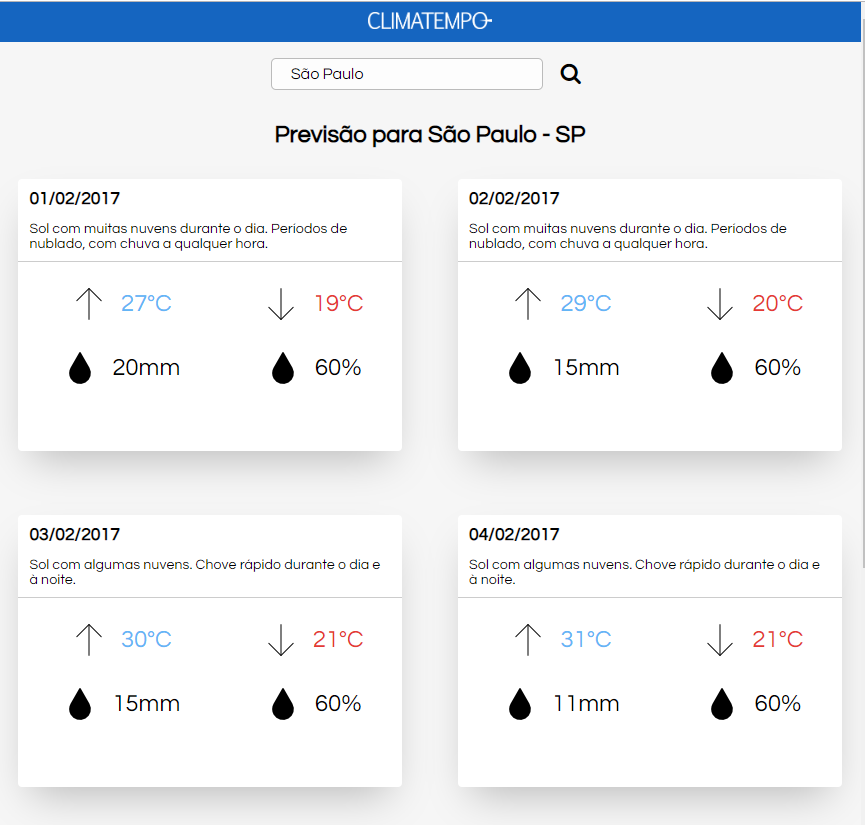 CLIMATEMPO
São Paulo
Previsão para São Paulo - SP
01/02/2017
Sol com muitas nuvens durante o dia. Períodos de
nublado, com chuva a qualquer hora.
27°C
19°C
20mm
60%
02/02/2017
Sol com muitas nuvens durante o dia. Períodos de
nublado, com chuva a qualquer hora.
29°C
20°C
15mm
60%
03/02/2017
Sol com algumas nuvens. Chove rápido durante o dia e
à noite.
30°C
21°C
15mm
60%
04/02/2017
Sol com algumas nuvens. Chove rápido durante o dia e
à noite.
31°C
21°C
11mm
60%